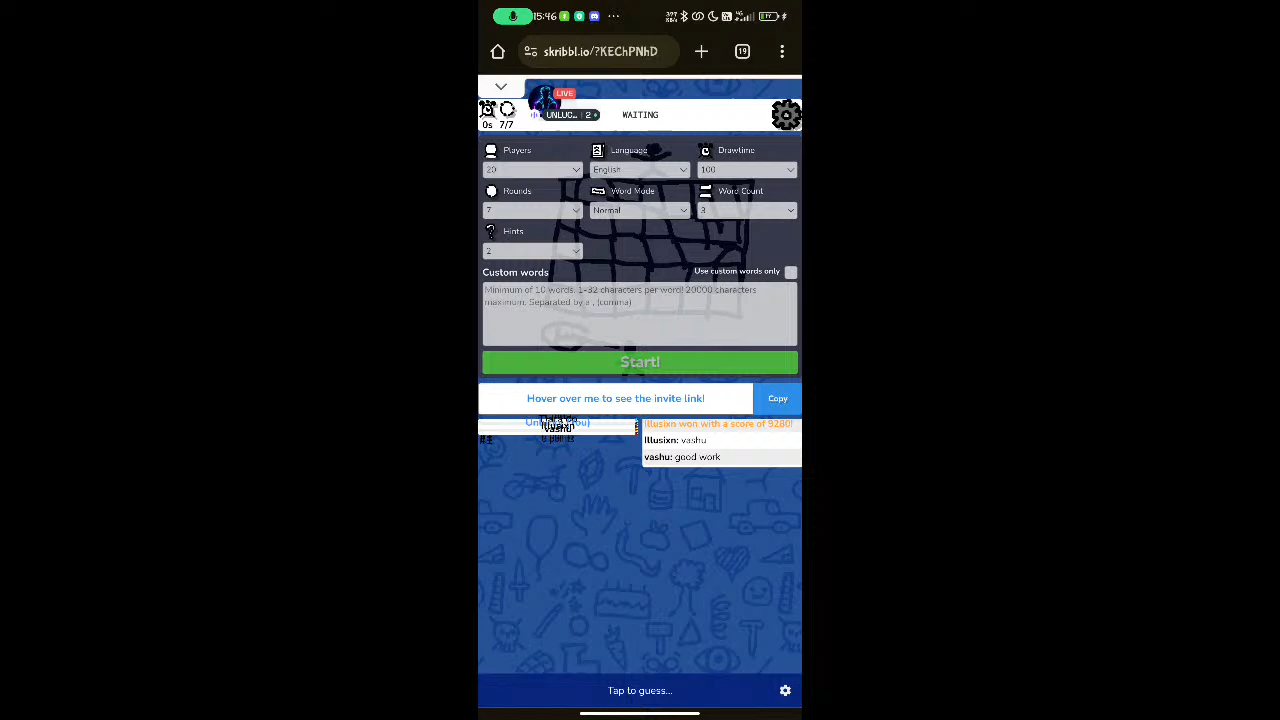 15:46
skribbl.io/?KEChPNhD
19
LIVE
0s 7/7
UNLUC... | 2
WAITING
Players
Language
Drawtime
20
English
100
Rounds
Word Mode
Word Count
7
Normal
3
Hints
2
Custom words
Use custom words only
Minimum of 10 words. 1-32 characters per word! 20000 characters
maximum. Separated by a , (comma)
Start!
Hover over me to see the invite link!
Copy
Illusixn won with a score of 9280!
Illusixn: vashu
vashu: good work
Tap to guess...